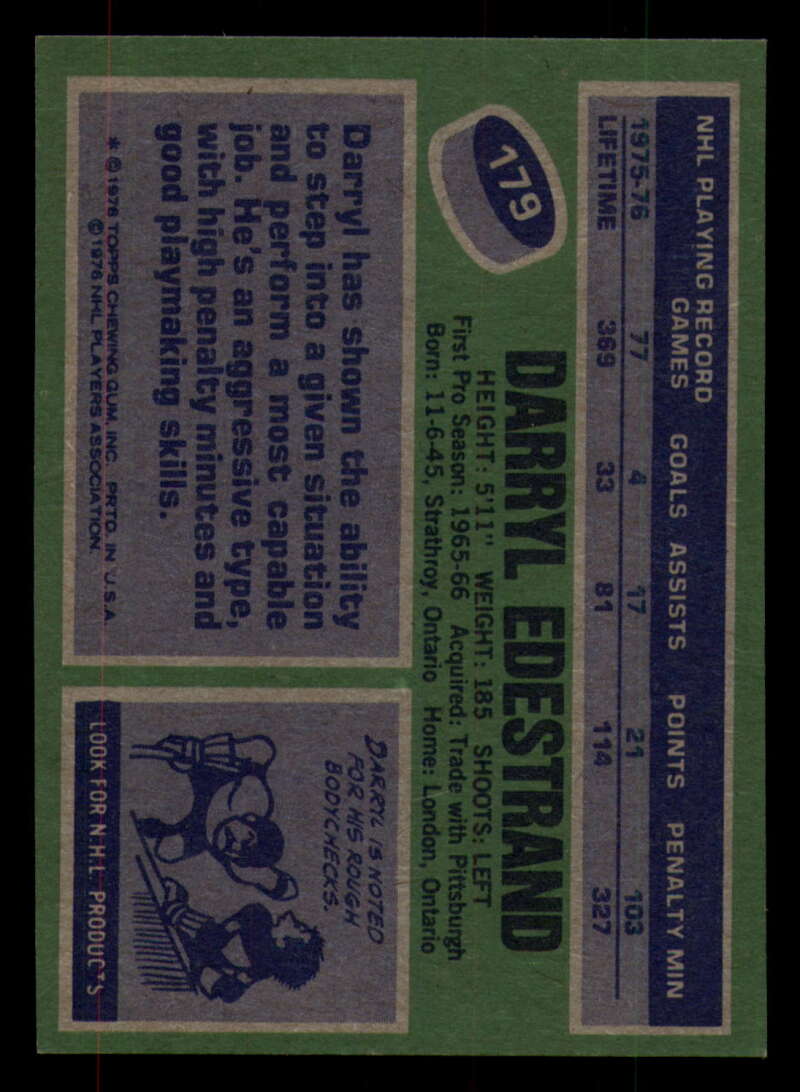 NHL PLAYING RECORD
GAMES GOALS ASSISTS POINTS PENALTY MIN
1975-76 77 4 17 21 103
LIFETIME 369 33 81 114 327
179
DARRYL EDESTRAND
HEIGHT: 5'11" WEIGHT: 185 SHOOTS: LEFT
First Pro Season: 1965-66 Acquired: Trade with Pittsburgh
Born: 11-6-45, Strathroy, Ontario Home: London, Ontario
Darryl has shown the ability
to step into a given situation
and perform a most capable
job. He's an aggressive type,
with high penalty minutes and
good playmaking skills.
* © 1976 TOPPS CHEWING GUM, INC. PRTD. IN U.S.A
© 1976 NHL PLAYERS ASSOCIATION.
DARRYL IS NOTED
FOR HIS ROUGH
BODYCHECKS.
LOOK FOR N.H.L. PRODUCTS